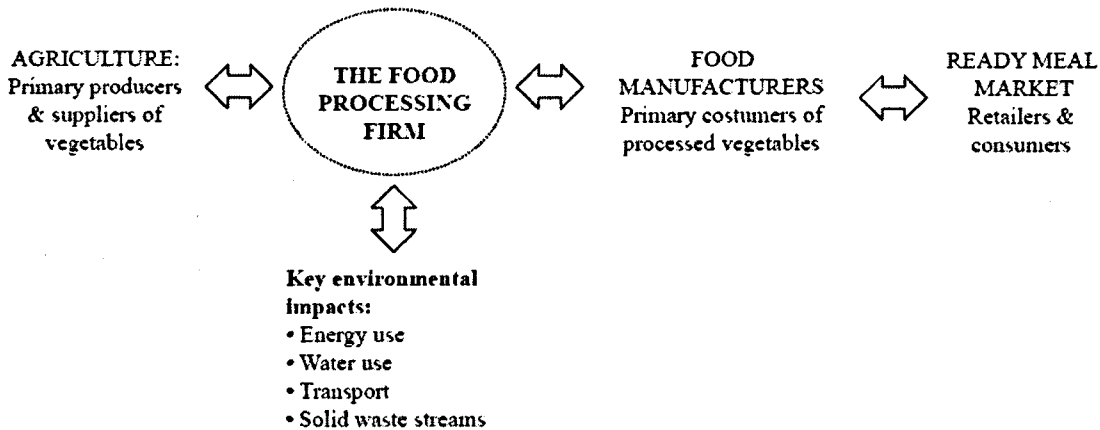 AGRICULTURE:
Primary producers
& suppliers of
vegetables
THE FOOD
PROCESSING
FIRM
FOOD
MANUFACTURERS
Primary costumers of
processed vegetables
READY MEAL
MARKET
Retailers &
consumers
Key environmental
impacts:
• Energy use
• Water use
• Transport
• Solid waste streams